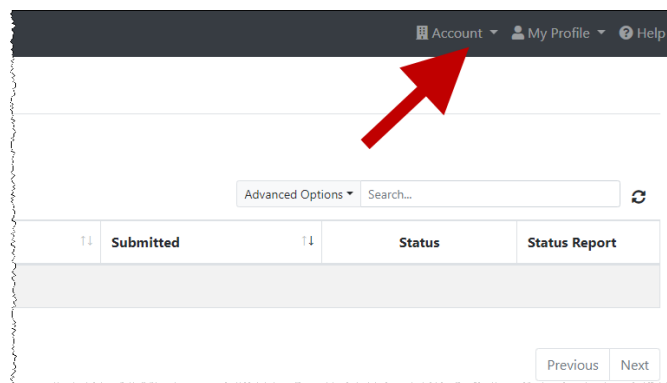 Account My Profile Help
Advanced Options Search...
Submitted Status Status Report
Previous Next